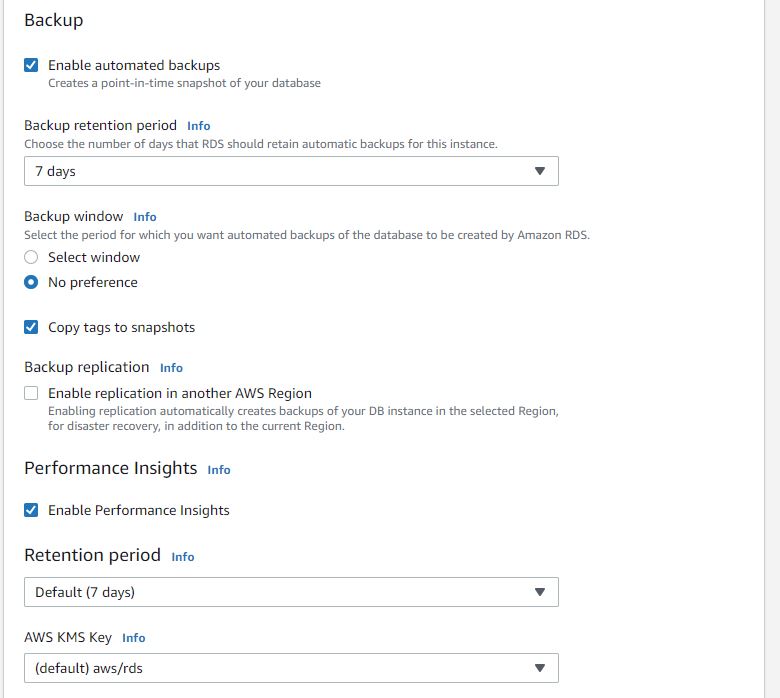 Backup
Enable automated backups
Creates a point-in-time snapshot of your database
Backup retention period Info
Choose the number of days that RDS should retain automatic backups for this instance.
7 days
Backup window Info
Select the period for which you want automated backups of the database to be created by Amazon RDS.
Select window
No preference
Copy tags to snapshots
Backup replication Info
Enable replication in another AWS Region
Enabling replication automatically creates backups of your DB instance in the selected Region,
for disaster recovery, in addition to the current Region.
Performance Insights Info
Enable Performance Insights
Retention period Info
Default (7 days)
AWS KMS Key Info
(default) aws/rds